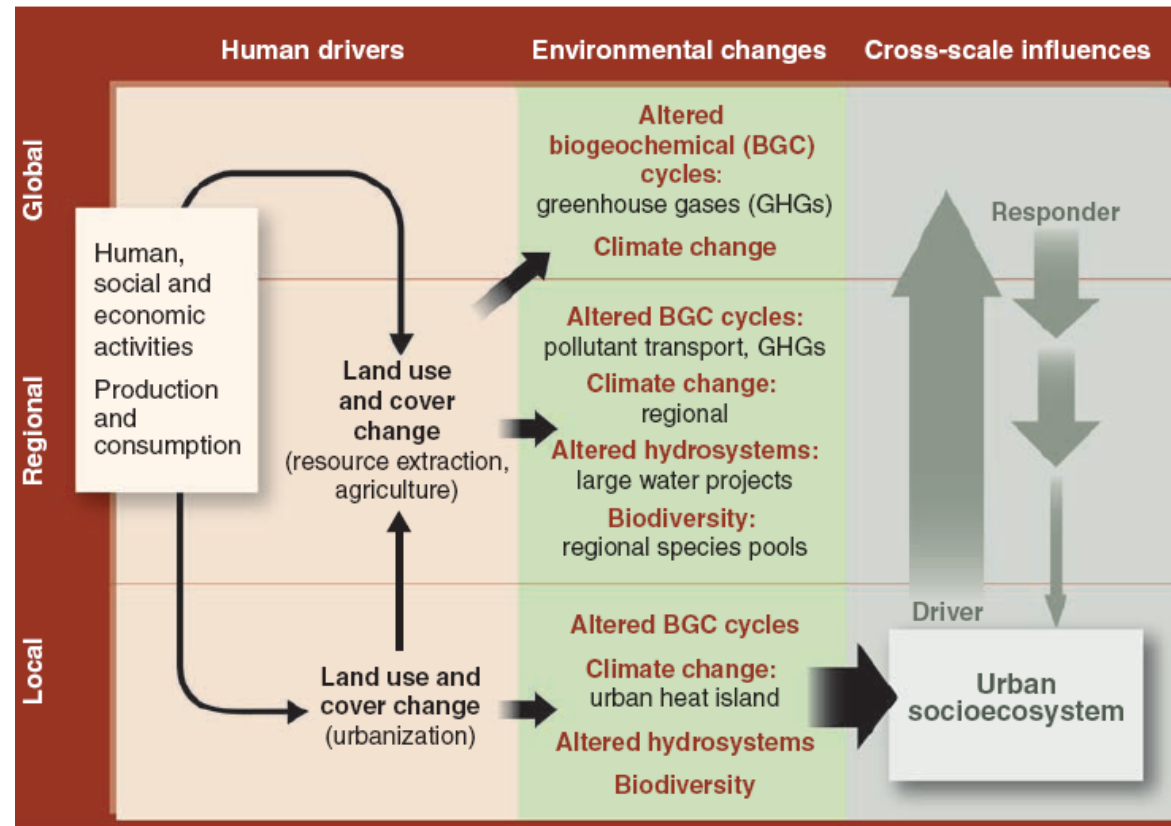 Human drivers
Environmental changes
Cross-scale influences
Global
Regional
Local
Human,
social and
economic
activities
Production
and
consumption
Land use
and cover
change
(resource extraction,
agriculture)
Land use and
cover change
(urbanization)
Altered
biogeochemical (BGC)
cycles:
greenhouse gases (GHGs)
Climate change
Altered BGC cycles:
pollutant transport, GHGs
Climate change:
regional
Altered hydrosystems:
large water projects
Biodiversity:
regional species pools
Altered BGC cycles
Climate change:
urban heat island
Altered hydrosystems
Biodiversity
Responder
Driver
Urban
socioecosystem